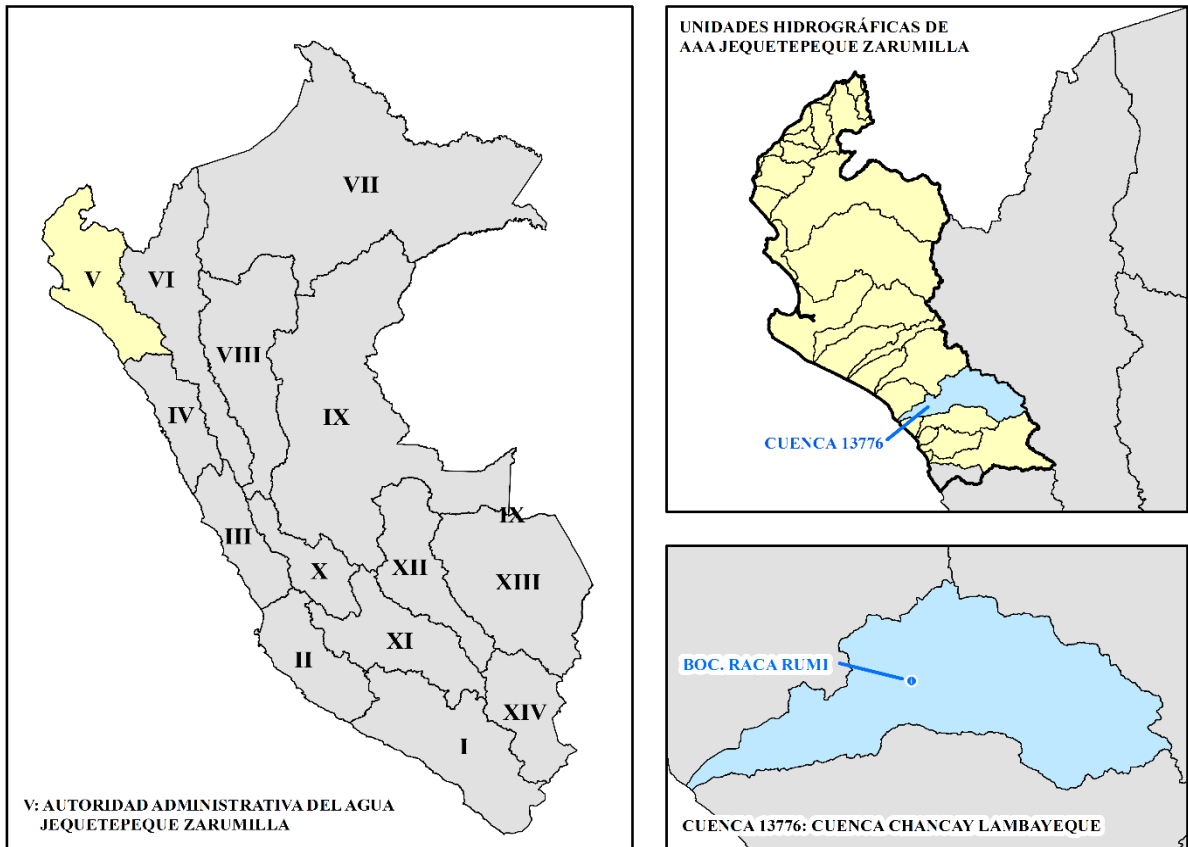 VII
V
VI
VIII
IV
IX
IX
III
X
XII
XIII
XI
II
XIV
I
V: AUTORIDAD ADMINISTRATIVA DEL AGUA
JEQUETEPEQUE ZARUMILLA
UNIDADES HIDROGRÁFICAS DE
AAA JEQUETEPEQUE ZARUMILLA
CUENCA 13776
BOC. RACA RUMI
CUENCA 13776: CUENCA CHANCAY LAMBAYEQUE